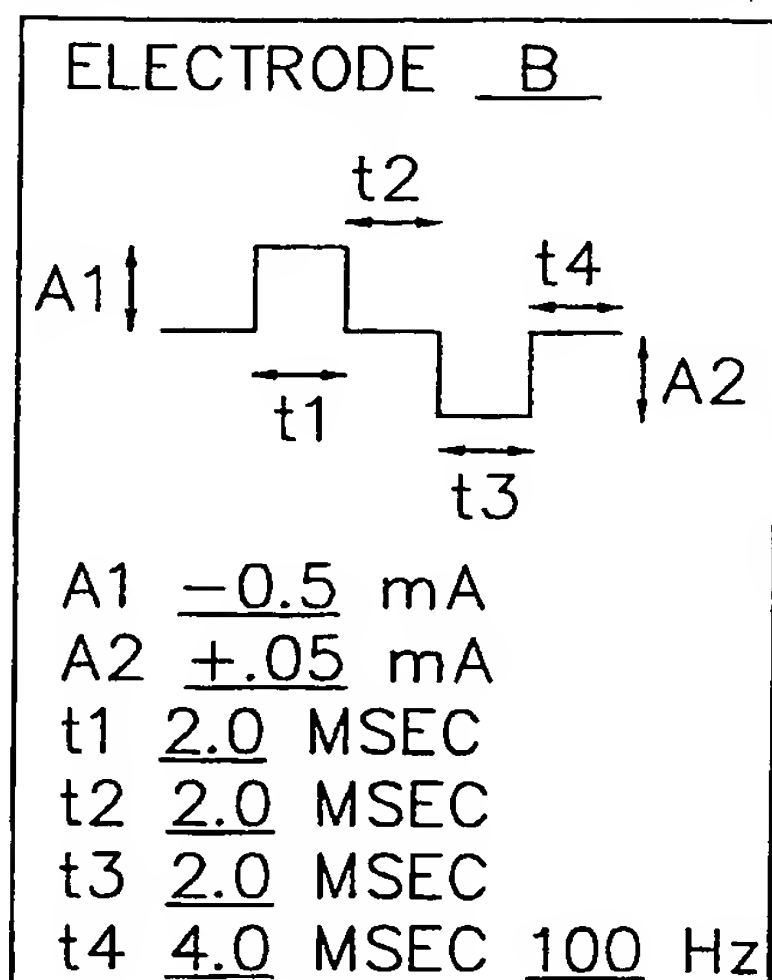 ELECTRODE B
t2
A1
t4
t1
A2
t3
A1 -0.5 mA
A2 +.05 mA
t1 2.0 MSEC
t2 2.0 MSEC
t3 2.0 MSEC
t4 4.0 MSEC 100 Hz